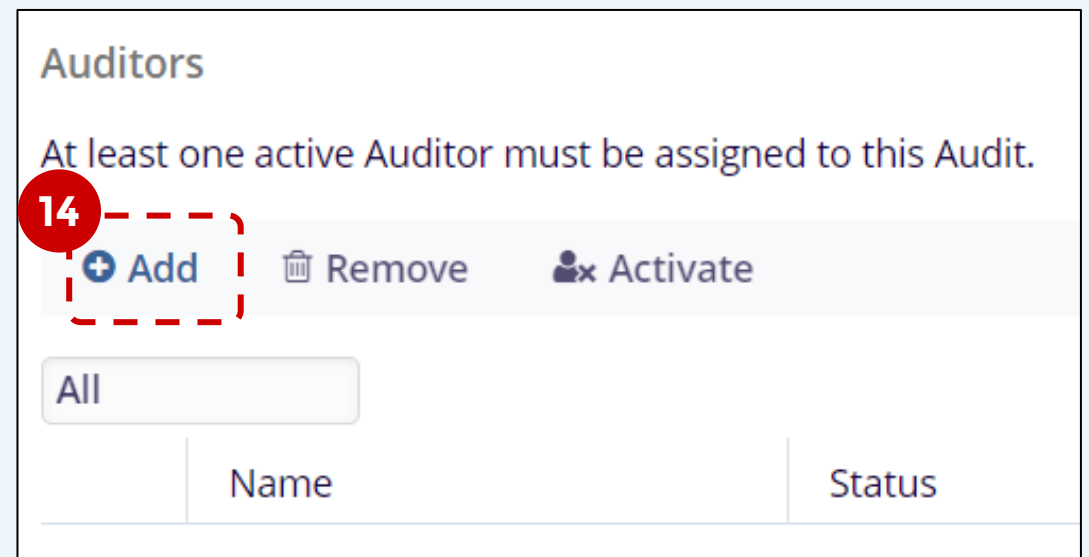 Auditors
At least one active Auditor must be assigned to this Audit.
14
Add Remove Activate
All
Name Status